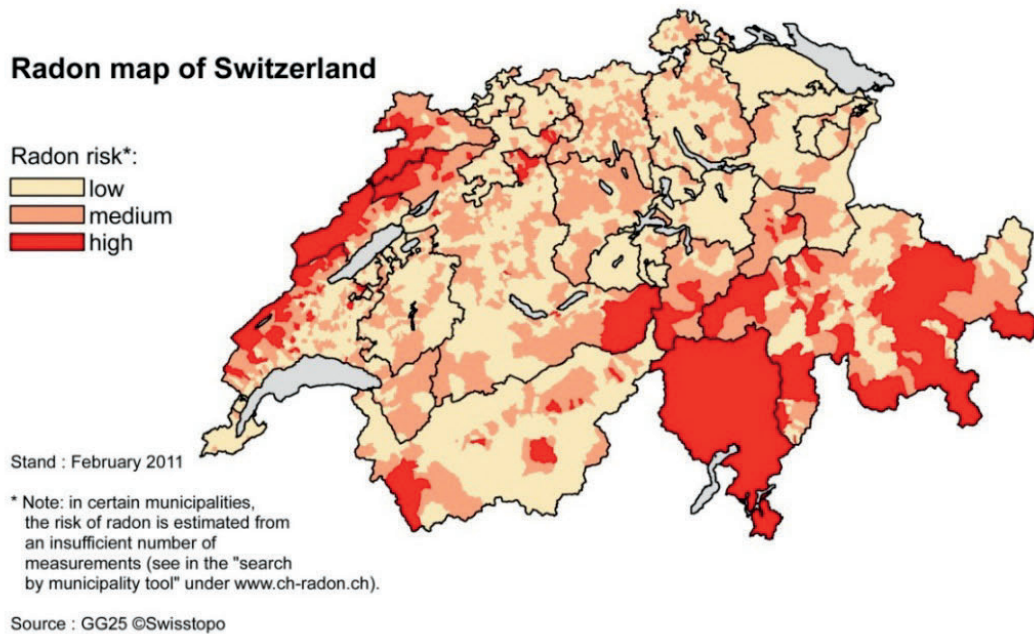 Radon map of Switzerland
Radon risk*:
low
medium
high
Stand : February 2011
* Note: in certain municipalities,
the risk of radon is estimated from
an insufficient number of
measurements (see in the "search
by municipality tool" under www.ch-radon.ch).
Source : GG25 ©Swisstopo